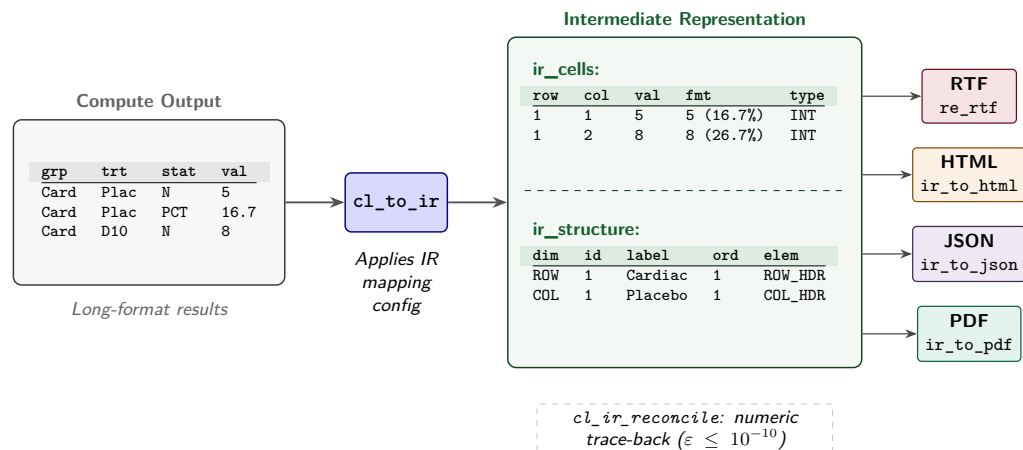 Compute Output
grp trt stat val
Card Plac N 5
Card Plac PCT 16.7
Card D10 N 8
Long-format results
cl_to_ir
Applies IR
mapping
config
Intermediate Representation
ir_cells:
row col val fmt type
1 1 5 5 (16.7%) INT
1 2 8 8 (26.7%) INT
ir_structure:
dim id label ord elem
ROW 1 Cardiac 1 ROW_HDR
COL 1 Placebo 1 COL_HDR
cl_ir_reconcile: numeric
trace-back (ε ≤ 10⁻¹⁰)
RTF
re_rtf
HTML
ir_to_html
JSON
ir_to_json
PDF
ir_to_pdf